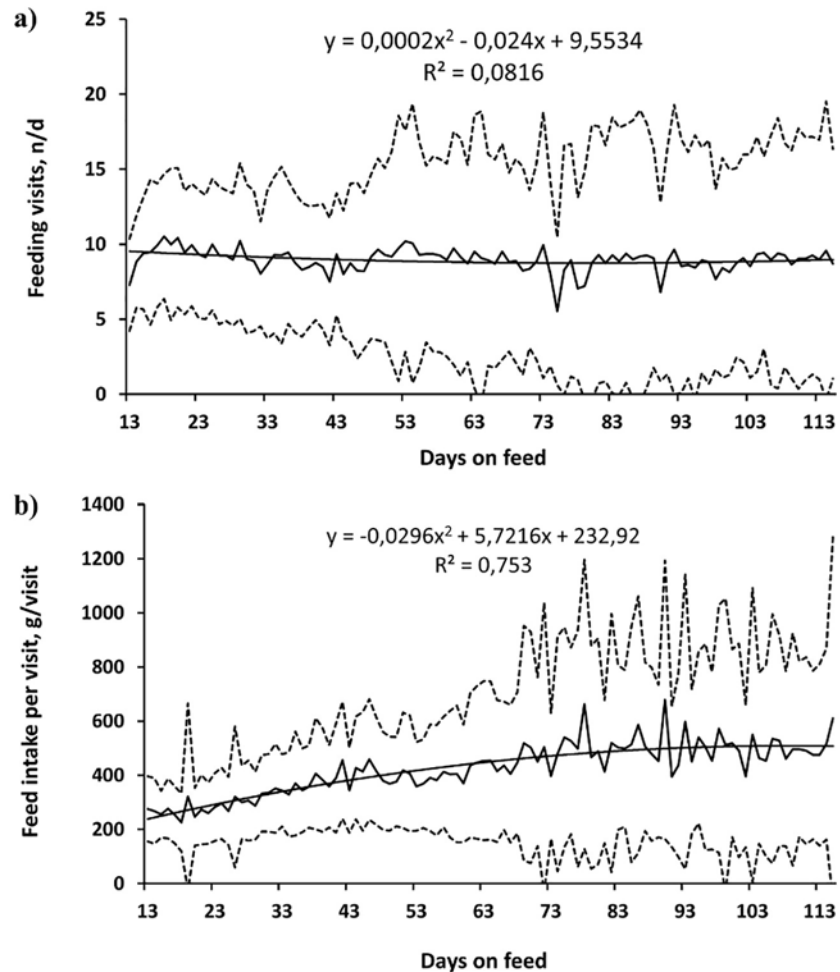 a)
y = 0,0002x² - 0,024x + 9,5534
R² = 0,0816
Feeding visits, n/d
25
20
15
10
5
0
13 23 33 43 53 63 73 83 93 103 113
Days on feed
b)
y = -0,0296x² + 5,7216x + 232,92
R² = 0,753
Feed intake per visit, g/visit
1400
1200
1000
800
600
400
200
0
13 23 33 43 53 63 73 83 93 103 113
Days on feed